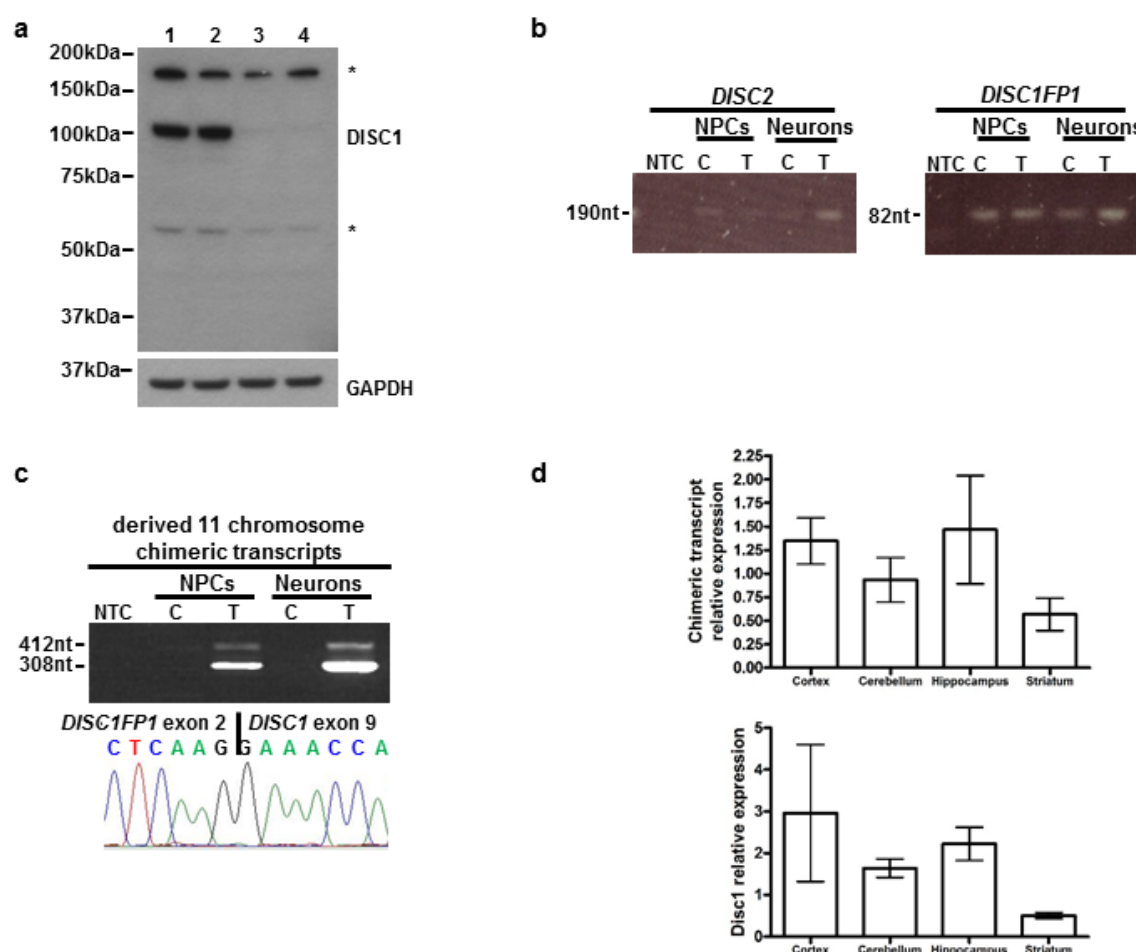 a
1 2 3 4
200kDa
150kDa
*
100kDa
DISC1
75kDa
*
50kDa
37kDa
37kDa
GAPDH
b
DISC2
NPCs Neurons
NTC C T C T
190nt
DISC1FP1
NPCs Neurons
NTC C T C T
82nt
c
derived 11 chromosome
chimeric transcripts
NPCs Neurons
NTC C T C T
412nt
308nt
DISC1FP1 exon 2 DISC1 exon 9
C T C A A G G A A A C C A
d
Chimeric transcript
relative expression
2.25
2.00
1.75
1.50
1.25
1.00
0.75
0.50
0.25
0.00
Cortex Cerebellum Hippocampus Striatum
Disc1 relative expression
5
4
3
2
1
0
Cortex Cerebellum Hippocampus Striatum